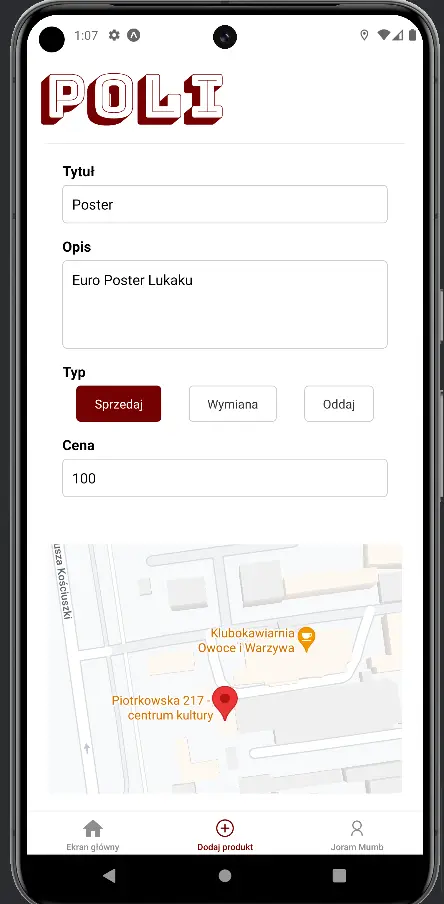 1:07
POLI
Tytuł
Poster
Opis
Euro Poster Lukaku
Typ
Sprzedaj Wymiana Oddaj
Cena
100
usza Kościuszki
Klubokawiarnia
Owoce i Warzywa
Piotrkowska 217 -
centrum kultury
Ekran główny Dodaj produkt Joram Mumb